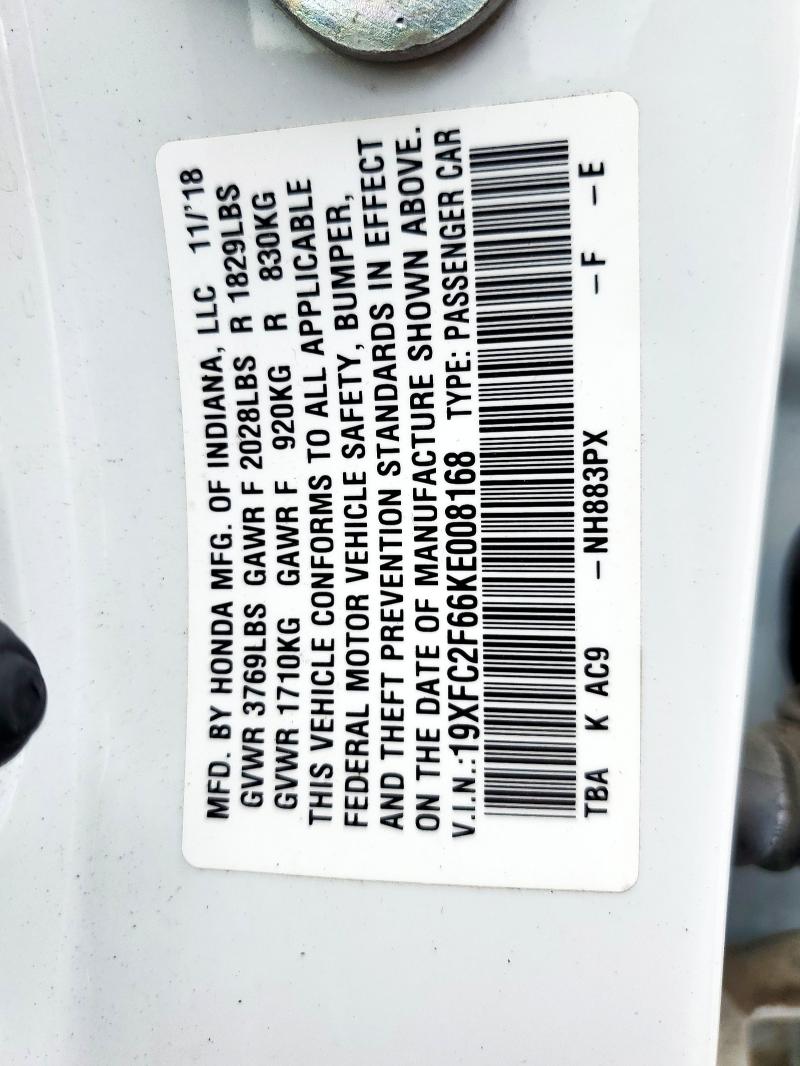 MFD. BY HONDA MFG. OF INDIANA, LLC 11/'18
GVWR 3769LBS GAWR F 2028LBS R 1829LBS
GVWR 1710KG GAWR F 920KG R 830KG
THIS VEHICLE CONFORMS TO ALL APPLICABLE
FEDERAL MOTOR VEHICLE SAFETY, BUMPER,
AND THEFT PREVENTION STANDARDS IN EFFECT
ON THE DATE OF MANUFACTURE SHOWN ABOVE.
V.I.N.:19XFC2F66KE008168 TYPE: PASSENGER CAR
TBA K AC9 –NH883PX –F –E